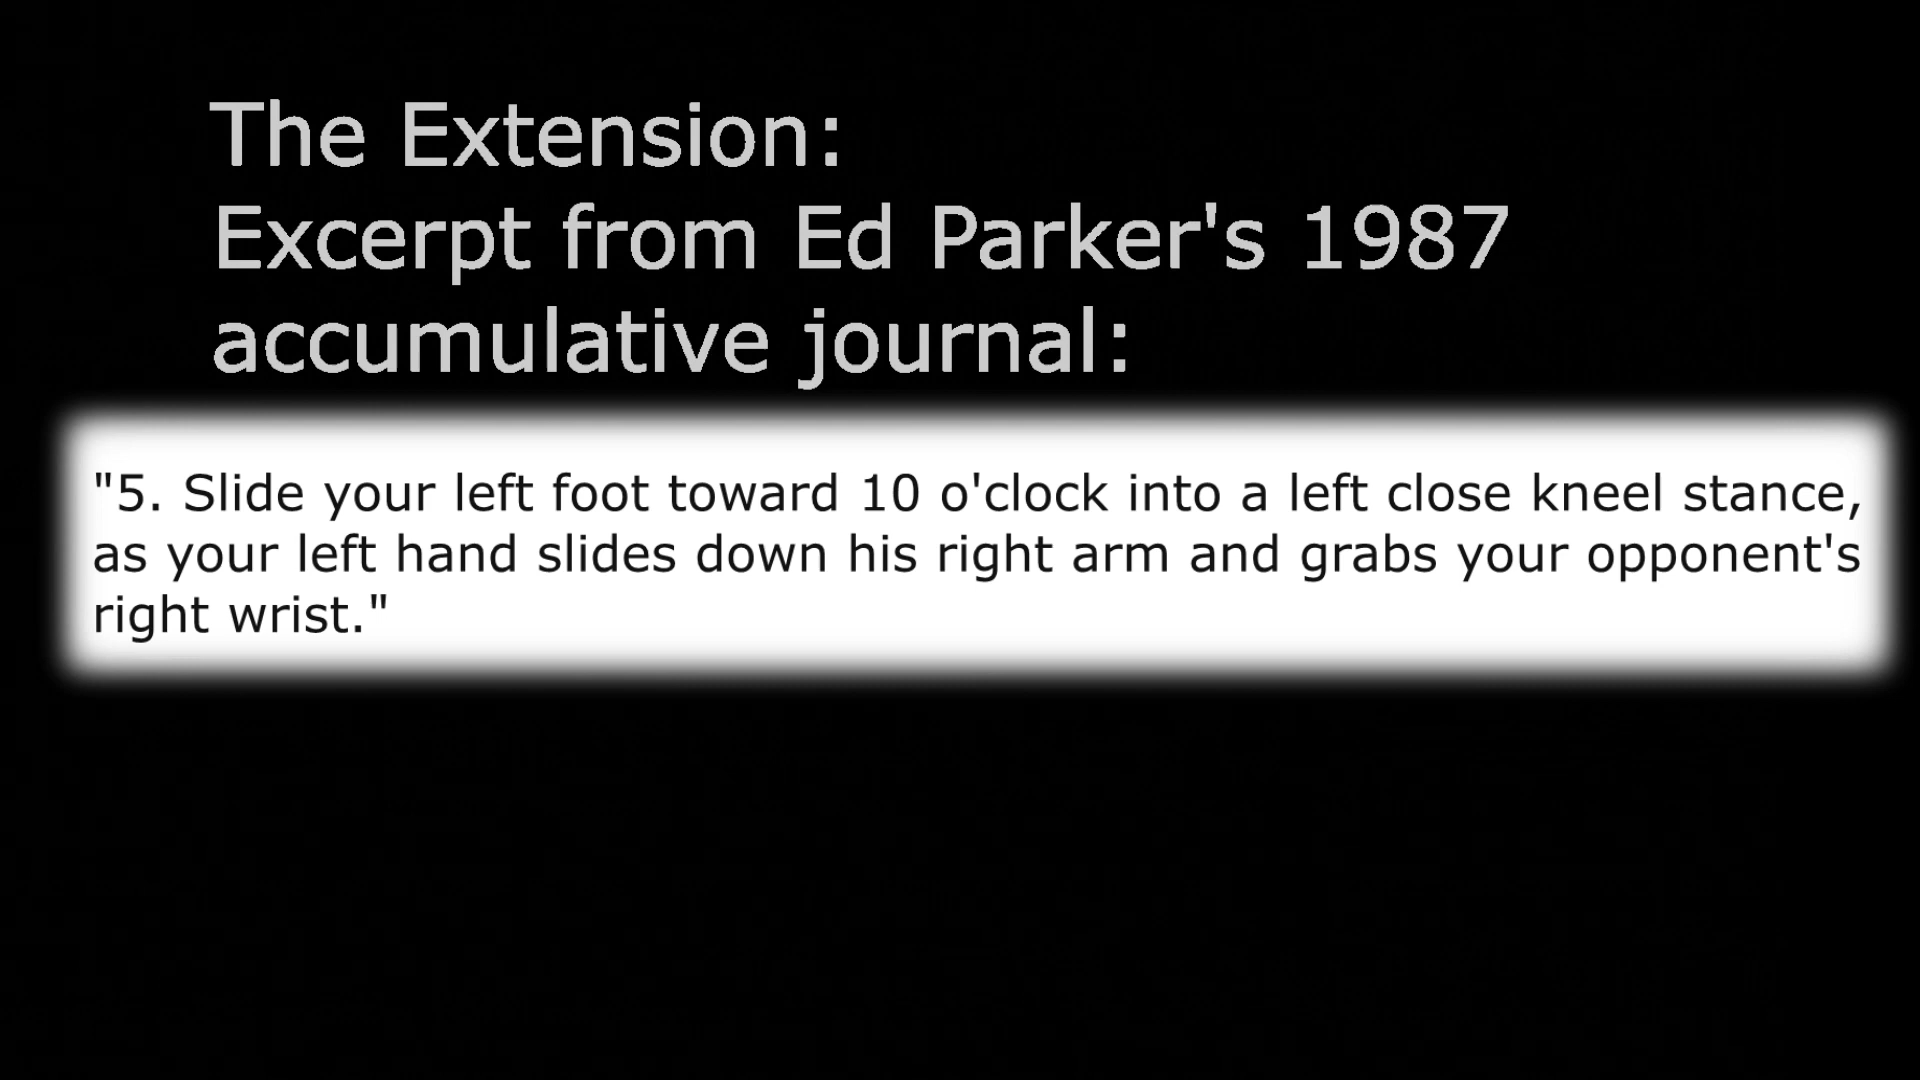 The Extension:
Excerpt from Ed Parker's 1987
accumulative journal:
"5. Slide your left foot toward 10 o'clock into a left close kneel stance,
as your left hand slides down his right arm and grabs your opponent's
right wrist."